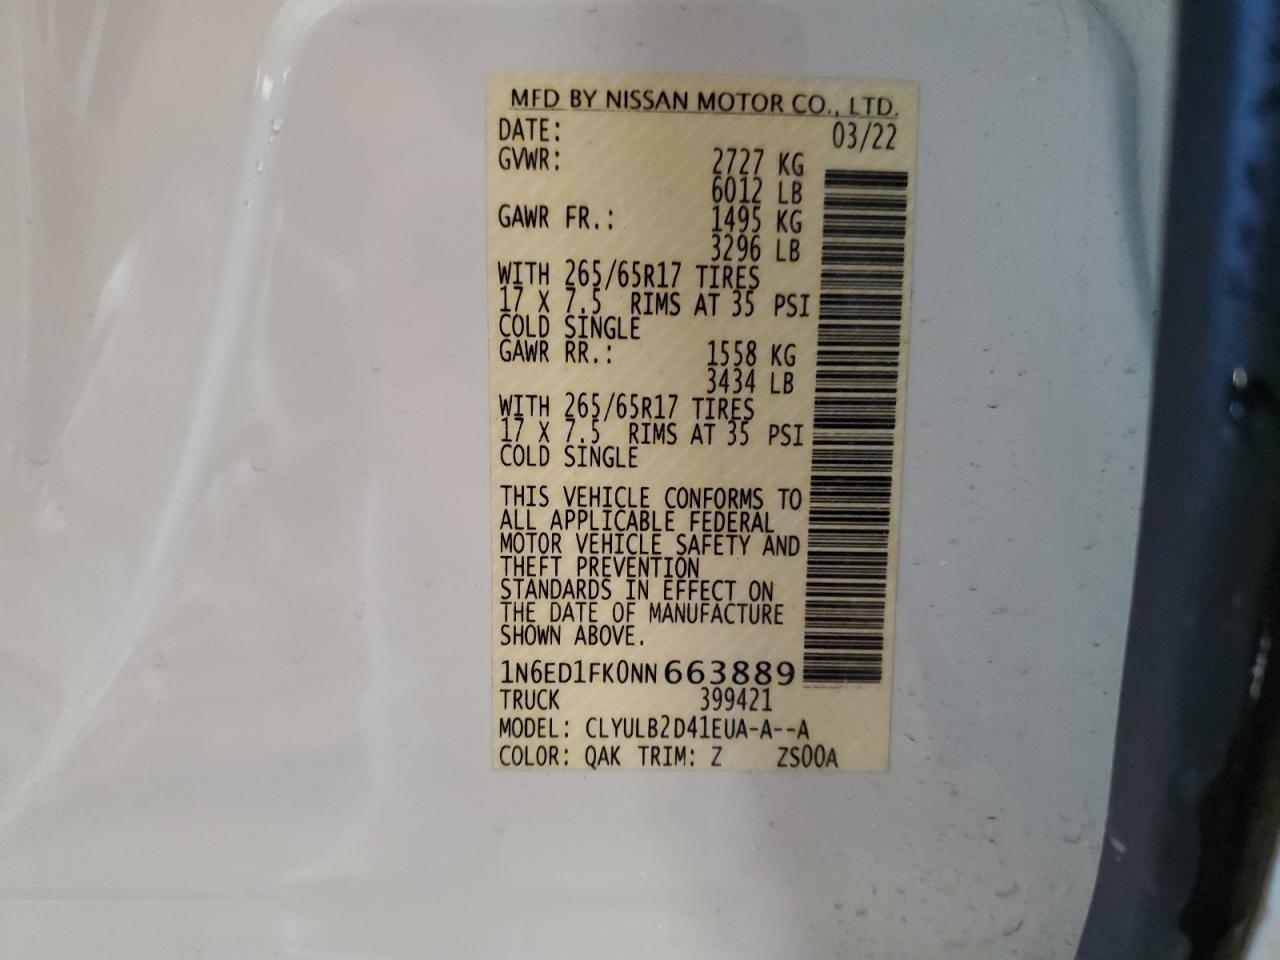 MFD BY NISSAN MOTOR CO., LTD.
DATE: 03/22
GVWR: 2727 KG
6012 LB
GAWR FR.: 1495 KG
3296 LB
WITH 265/65R17 TIRES
17 X 7.5 RIMS AT 35 PSI
COLD SINGLE
GAWR RR.: 1558 KG
3434 LB
WITH 265/65R17 TIRES
17 X 7.5 RIMS AT 35 PSI
COLD SINGLE
THIS VEHICLE CONFORMS TO
ALL APPLICABLE FEDERAL
MOTOR VEHICLE SAFETY AND
THEFT PREVENTION
STANDARDS IN EFFECT ON
THE DATE OF MANUFACTURE
SHOWN ABOVE.
1N6ED1FK0NN663889
TRUCK 399421
MODEL: CLYULB2D41EUA-A--A
COLOR: QAK TRIM: Z ZS00A